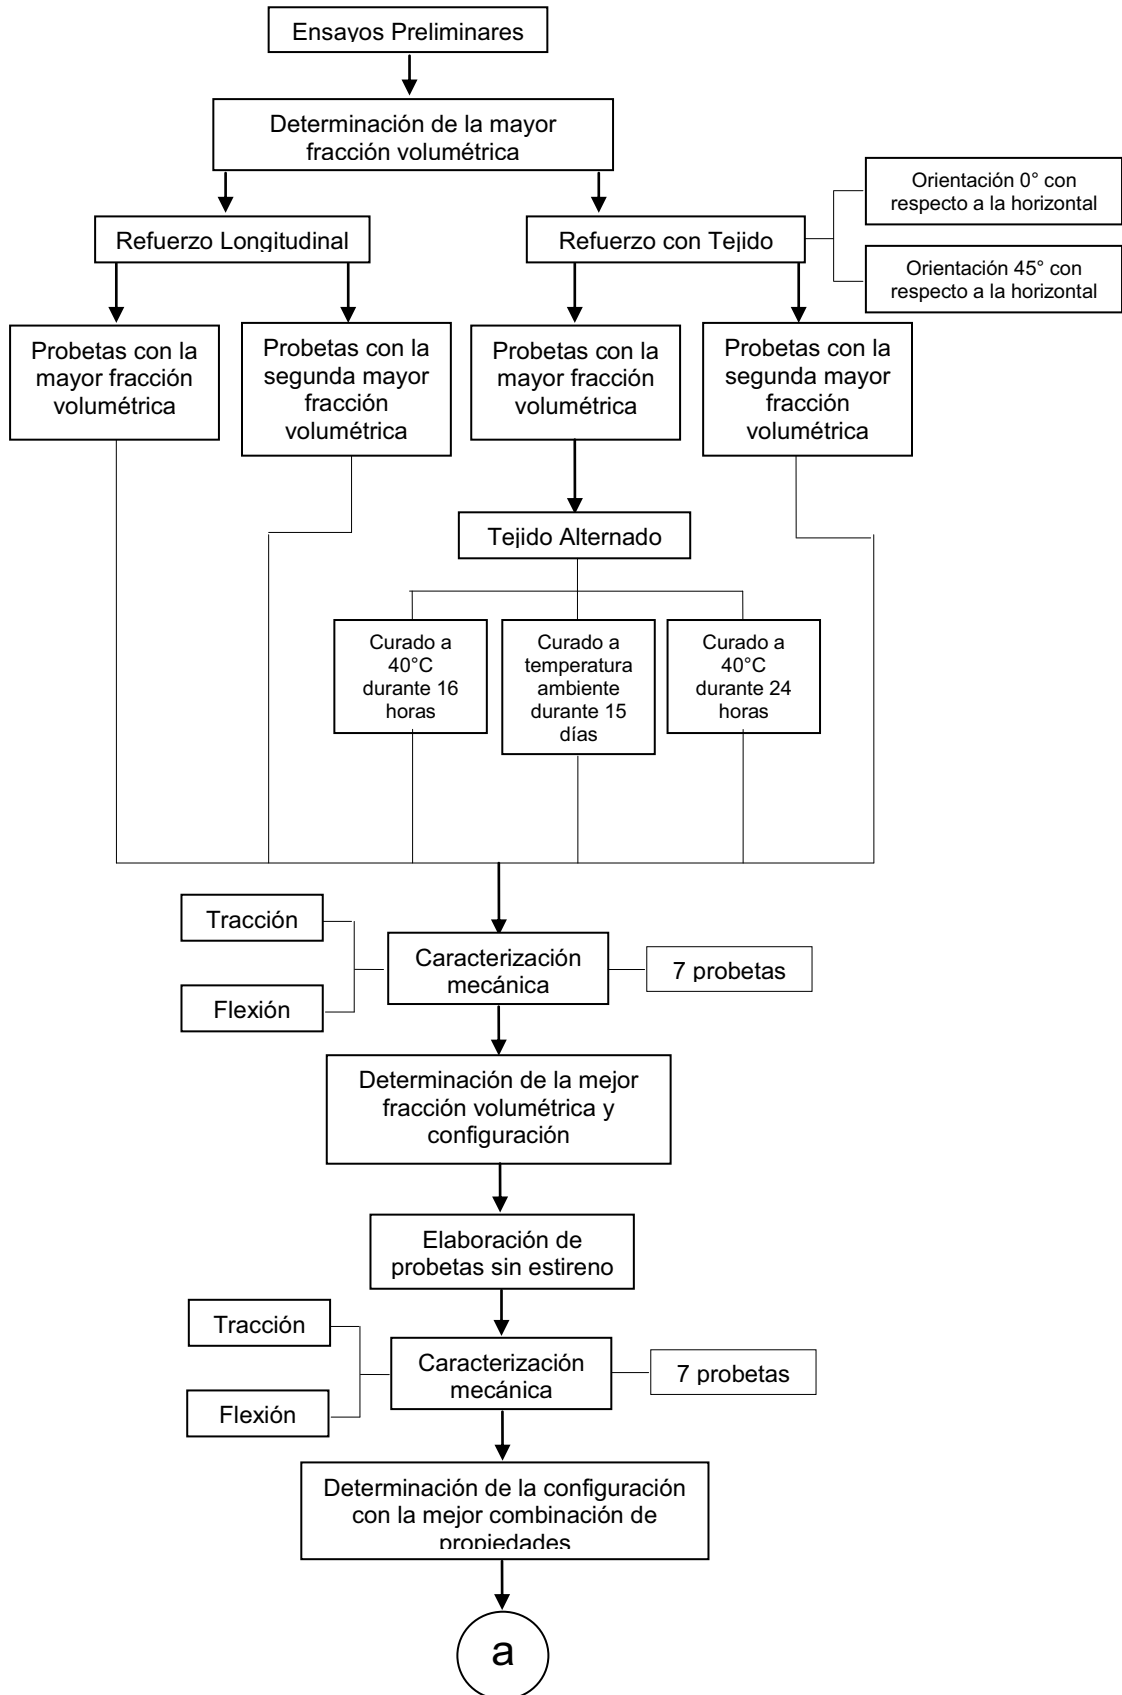 Ensayos Preliminares
Determinación de la mayor
fracción volumétrica
Orientación 0° con
respecto a la horizontal
Refuerzo Longitudinal
Refuerzo con Tejido
Orientación 45° con
respecto a la horizontal
Probetas con la
mayor fracción
volumétrica
Probetas con la
segunda mayor
fracción
volumétrica
Probetas con la
mayor fracción
volumétrica
Probetas con la
segunda mayor
fracción
volumétrica
Tejido Alternado
Curado a
40°C
durante 16
horas
Curado a
temperatura
ambiente
durante 15
días
Curado a
40°C
durante 24
horas
Tracción
Caracterización
mecánica
7 probetas
Flexión
Determinación de la mejor
fracción volumétrica y
configuración
Elaboración de
probetas sin estireno
Tracción
Caracterización
mecánica
7 probetas
Flexión
Determinación de la configuración
con la mejor combinación de
propiedades
a